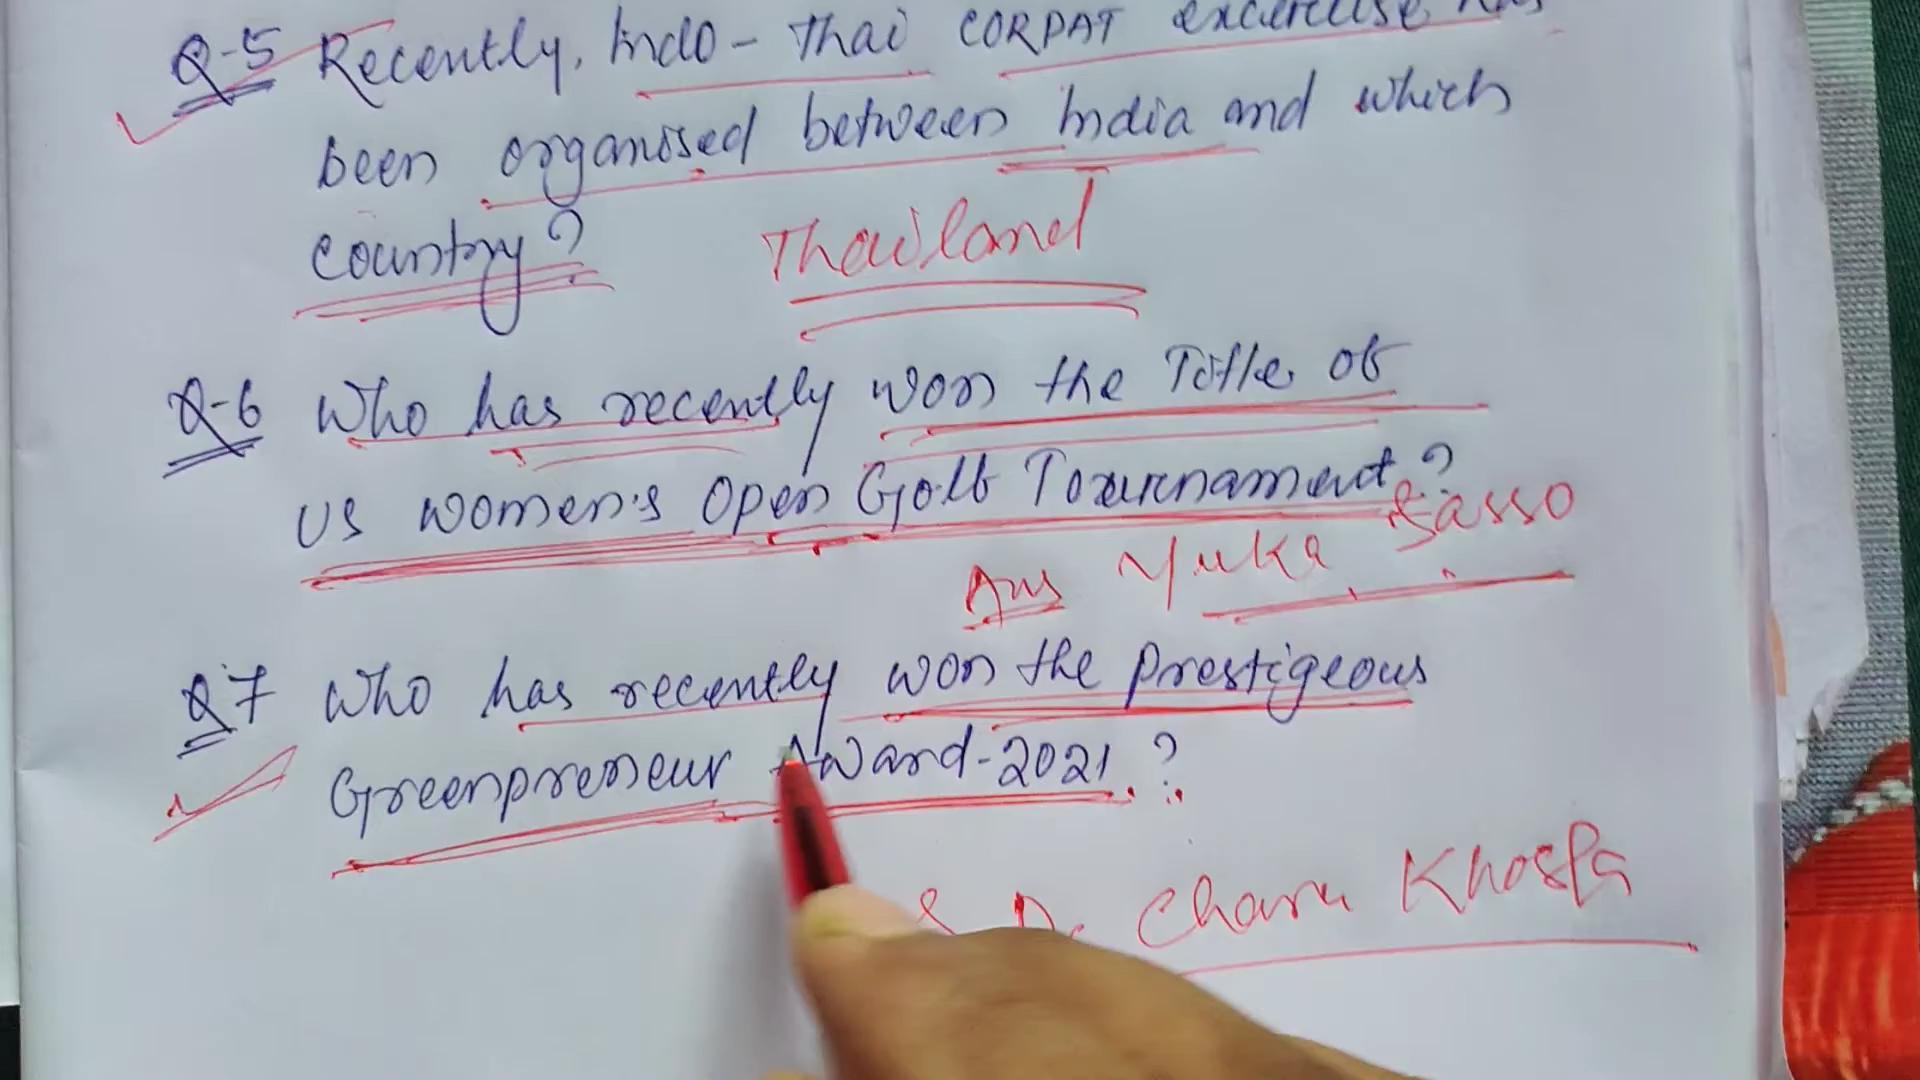 Q-5 Recently, Indo-Thai CORPAT excercise has
been organised between India and which
country? Thailand
Q-6 Who has recently won the Title of
US women's Open Golf Tournament?
Ans Yuka Sasso
Q7 Who has recently won the prestigeous
Greenpreneur Award-2021.?
Dr Charu Khosla